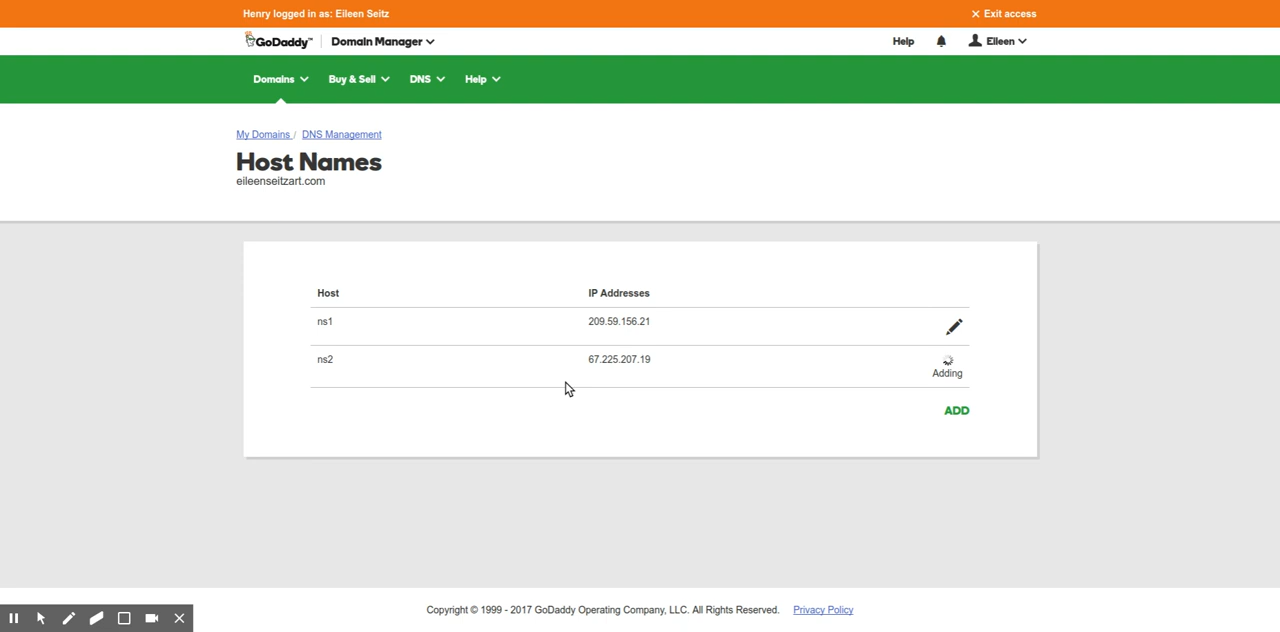 Henry logged in as: Eileen Seitz
Exit access
GoDaddy™
Domain Manager
Help
Eileen
Domains
Buy & Sell
DNS
Help
My Domains / DNS Management
Host Names
eileenseitzart.com
Host IP Addresses
ns1 209.59.156.21
ns2 67.225.207.19
Adding
ADD
Copyright © 1999 - 2017 GoDaddy Operating Company, LLC. All Rights Reserved. Privacy Policy